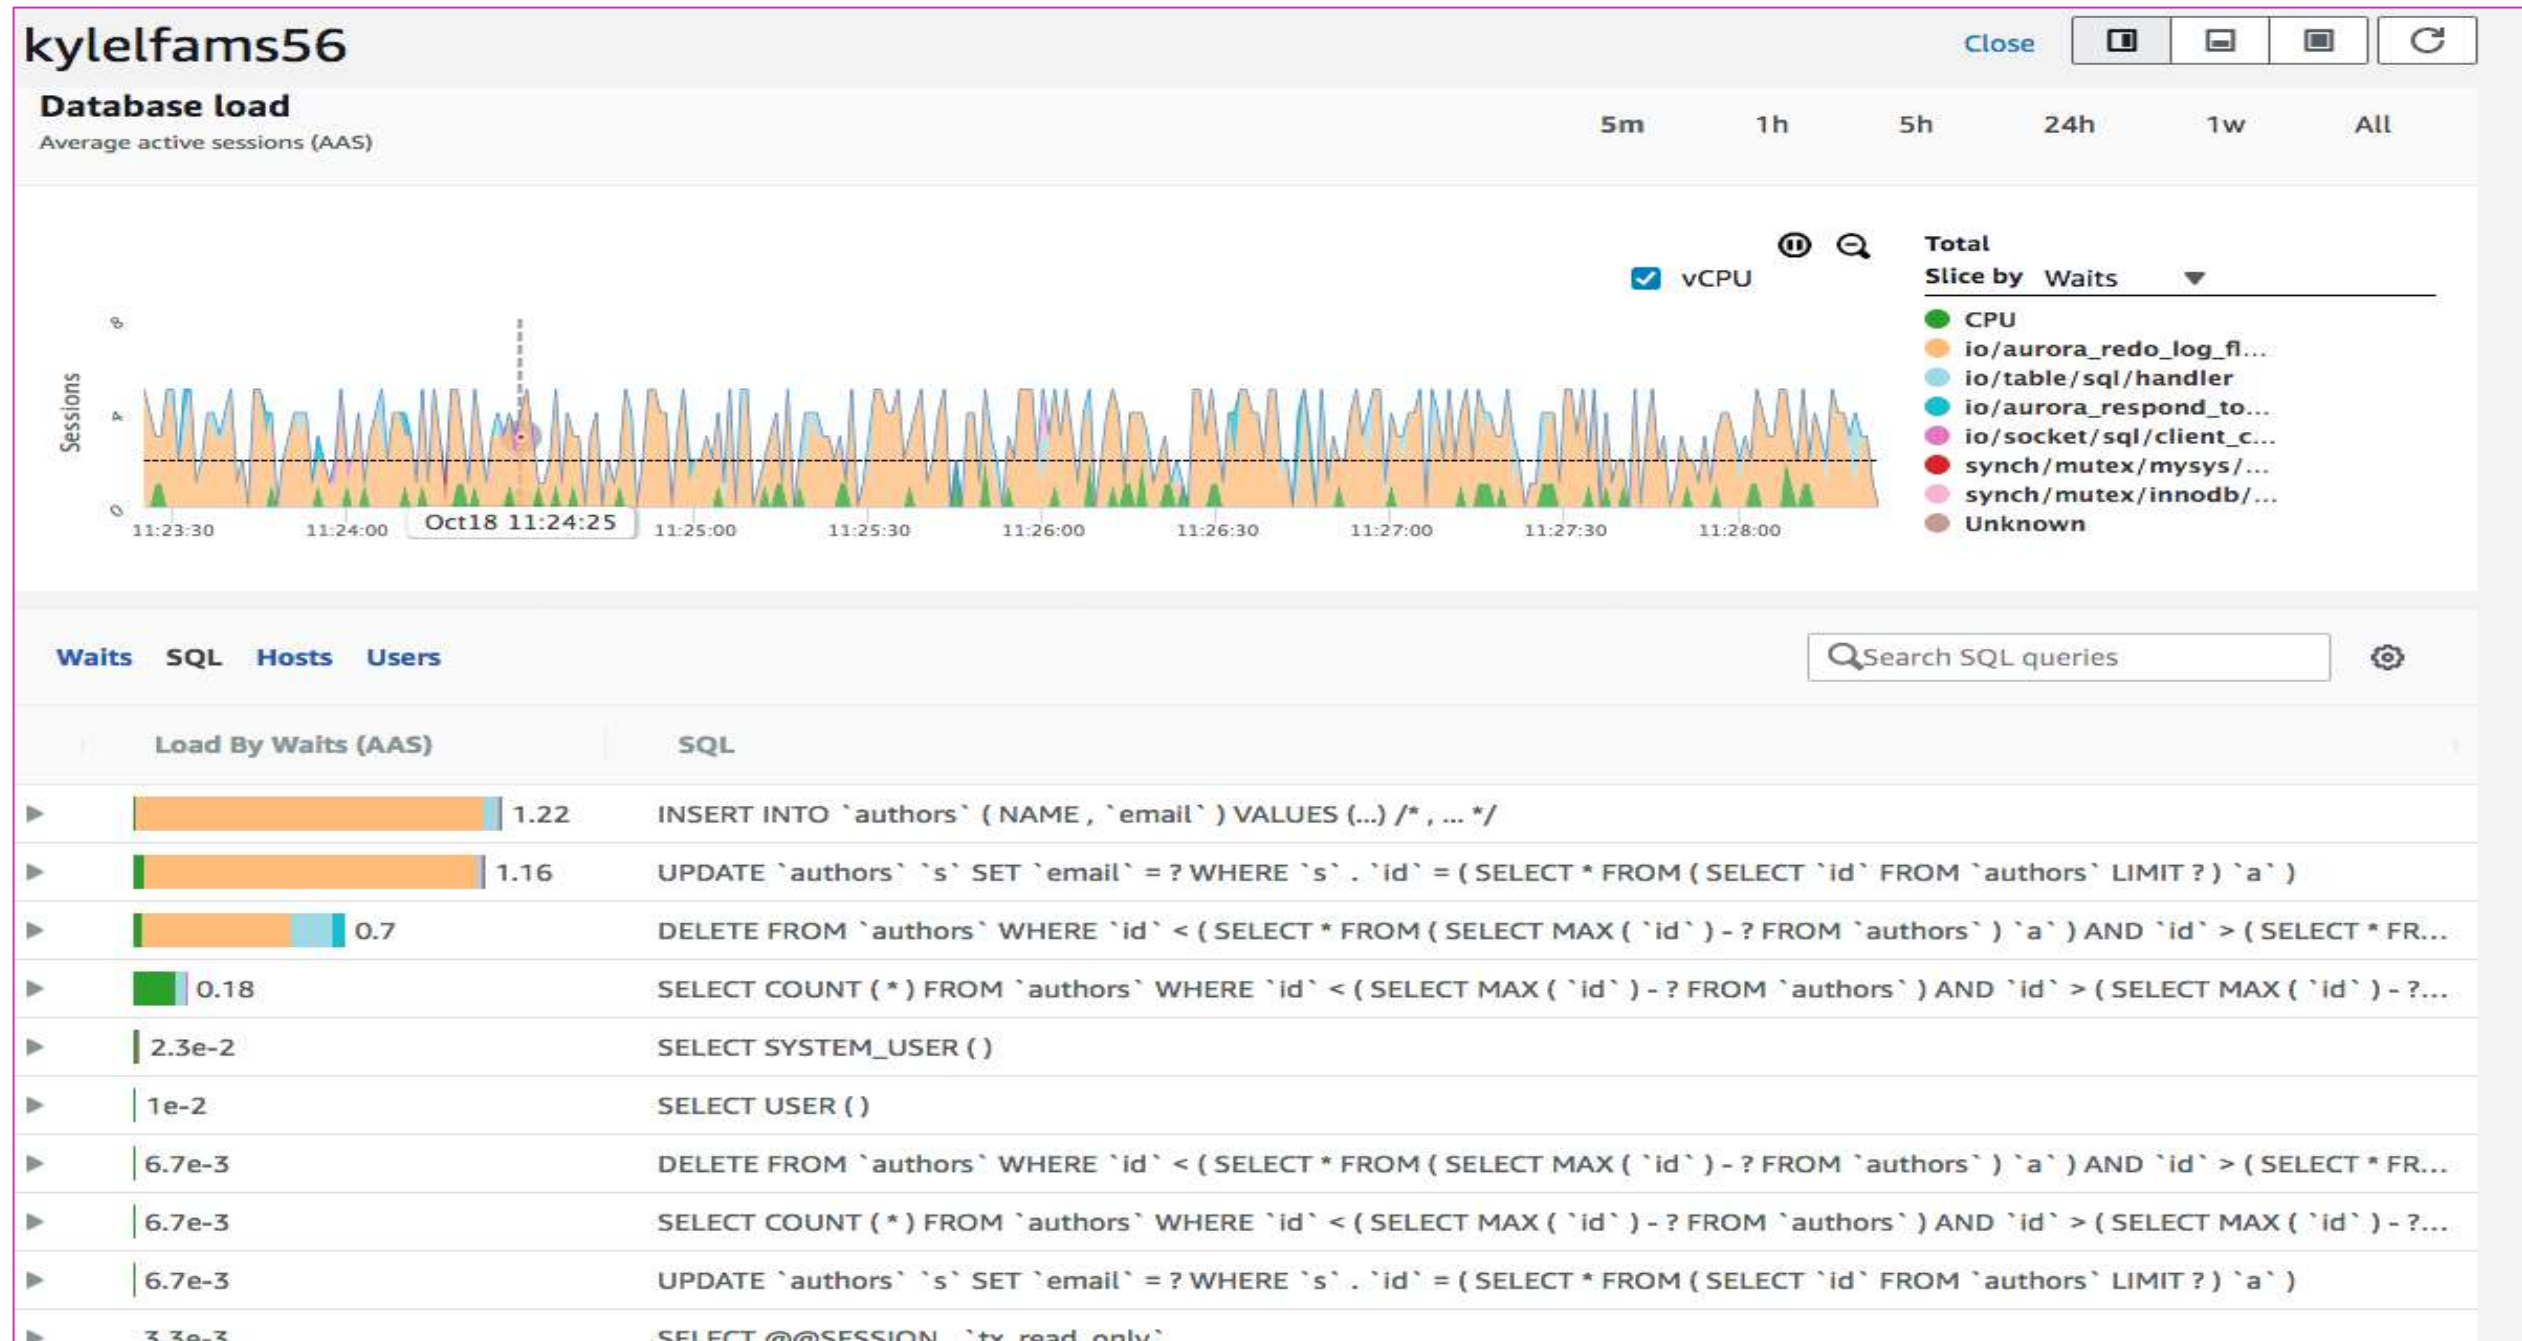 kylelfams56
Close
Database load
Average active sessions (AAS)
5m 1h 5h 24h 1w All
vCPU
Total
Slice by Waits
CPU
io/aurora_redo_log_fl...
io/table/sql/handler
io/aurora_respond_to...
io/socket/sql/client_c...
synch/mutex/mysys/...
synch/mutex/innodb/...
Unknown
Sessions
8
4
0
11:23:30 11:24:00 Oct18 11:24:25 11:25:00 11:25:30 11:26:00 11:26:30 11:27:00 11:27:30 11:28:00
Waits SQL Hosts Users
Search SQL queries
Load By Waits (AAS) SQL
1.22 INSERT INTO `authors` ( NAME , `email` ) VALUES (...) /* , ... */
1.16 UPDATE `authors` `s` SET `email` = ? WHERE `s` . `id` = ( SELECT * FROM ( SELECT `id` FROM `authors` LIMIT ? ) `a` )
0.7 DELETE FROM `authors` WHERE `id` < ( SELECT * FROM ( SELECT MAX ( `id` ) - ? FROM `authors` ) `a` ) AND `id` > ( SELECT * FR...
0.18 SELECT COUNT ( * ) FROM `authors` WHERE `id` < ( SELECT MAX ( `id` ) - ? FROM `authors` ) AND `id` > ( SELECT MAX ( `id` ) - ?...
2.3e-2 SELECT SYSTEM_USER ( )
1e-2 SELECT USER ( )
6.7e-3 DELETE FROM `authors` WHERE `id` < ( SELECT * FROM ( SELECT MAX ( `id` ) - ? FROM `authors` ) `a` ) AND `id` > ( SELECT * FR...
6.7e-3 SELECT COUNT ( * ) FROM `authors` WHERE `id` < ( SELECT MAX ( `id` ) - ? FROM `authors` ) AND `id` > ( SELECT MAX ( `id` ) - ?...
6.7e-3 UPDATE `authors` `s` SET `email` = ? WHERE `s` . `id` = ( SELECT * FROM ( SELECT `id` FROM `authors` LIMIT ? ) `a` )
3.3e-3 SELECT @@SESSION . `tx_read_only`